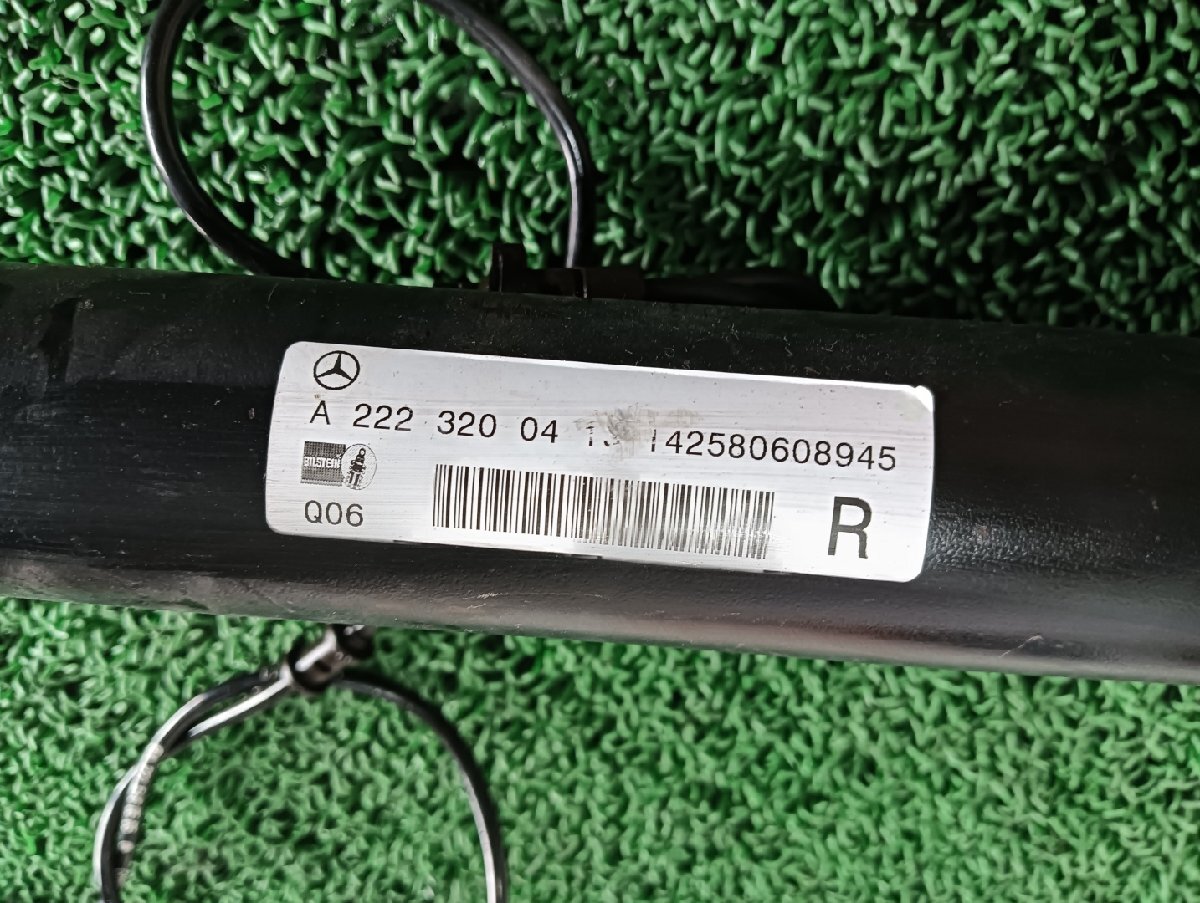 A 222 320 04 13 142580608945
BILSTEIN
Q06
R